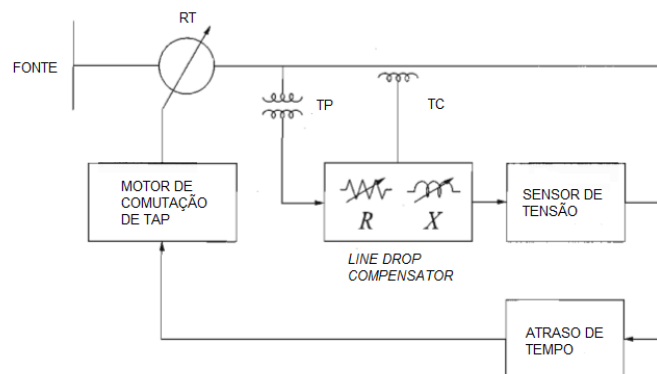 RT
FONTE
TP
TC
MOTOR DE
COMUTAÇÃO
DE TAP
R
X
SENSOR DE
TENSÃO
LINE DROP
COMPENSATOR
ATRASO DE
TEMPO